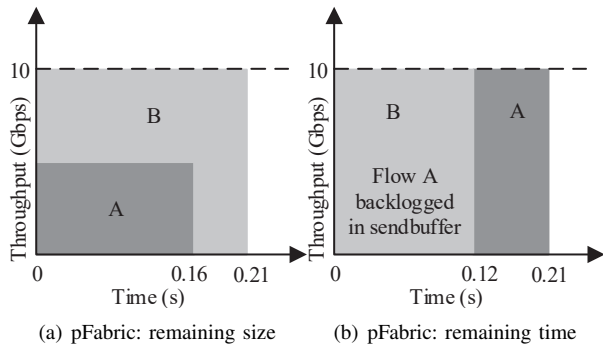 Throughput (Gbps)
10
B
A
0
0.16
0.21
Time (s)
(a) pFabric: remaining size
Throughput (Gbps)
10
B
A
Flow A
backlogged
in sendbuffer
0
0.12
0.21
Time (s)
(b) pFabric: remaining time